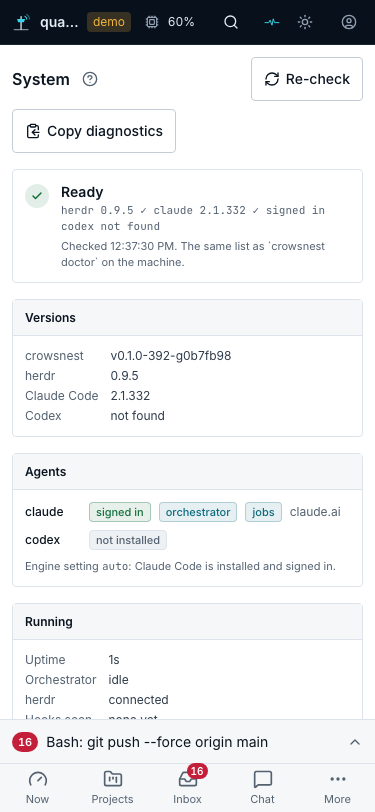 qua... demo 60%
System
Re-check
Copy diagnostics
Ready
herdr 0.9.5 ✓ claude 2.1.332 ✓ signed in
codex not found
Checked 12:37:30 PM. The same list as `crowsnest
doctor` on the machine.
Versions
crowsnest v0.1.0-392-g0b7fb98
herdr 0.9.5
Claude Code 2.1.332
Codex not found
Agents
claude signed in orchestrator jobs claude.ai
codex not installed
Engine setting auto: Claude Code is installed and signed in.
Running
Uptime 1s
Orchestrator idle
herdr connected
Hooks seen none yet
16 Bash: git push --force origin main
16
Now Projects Inbox Chat More